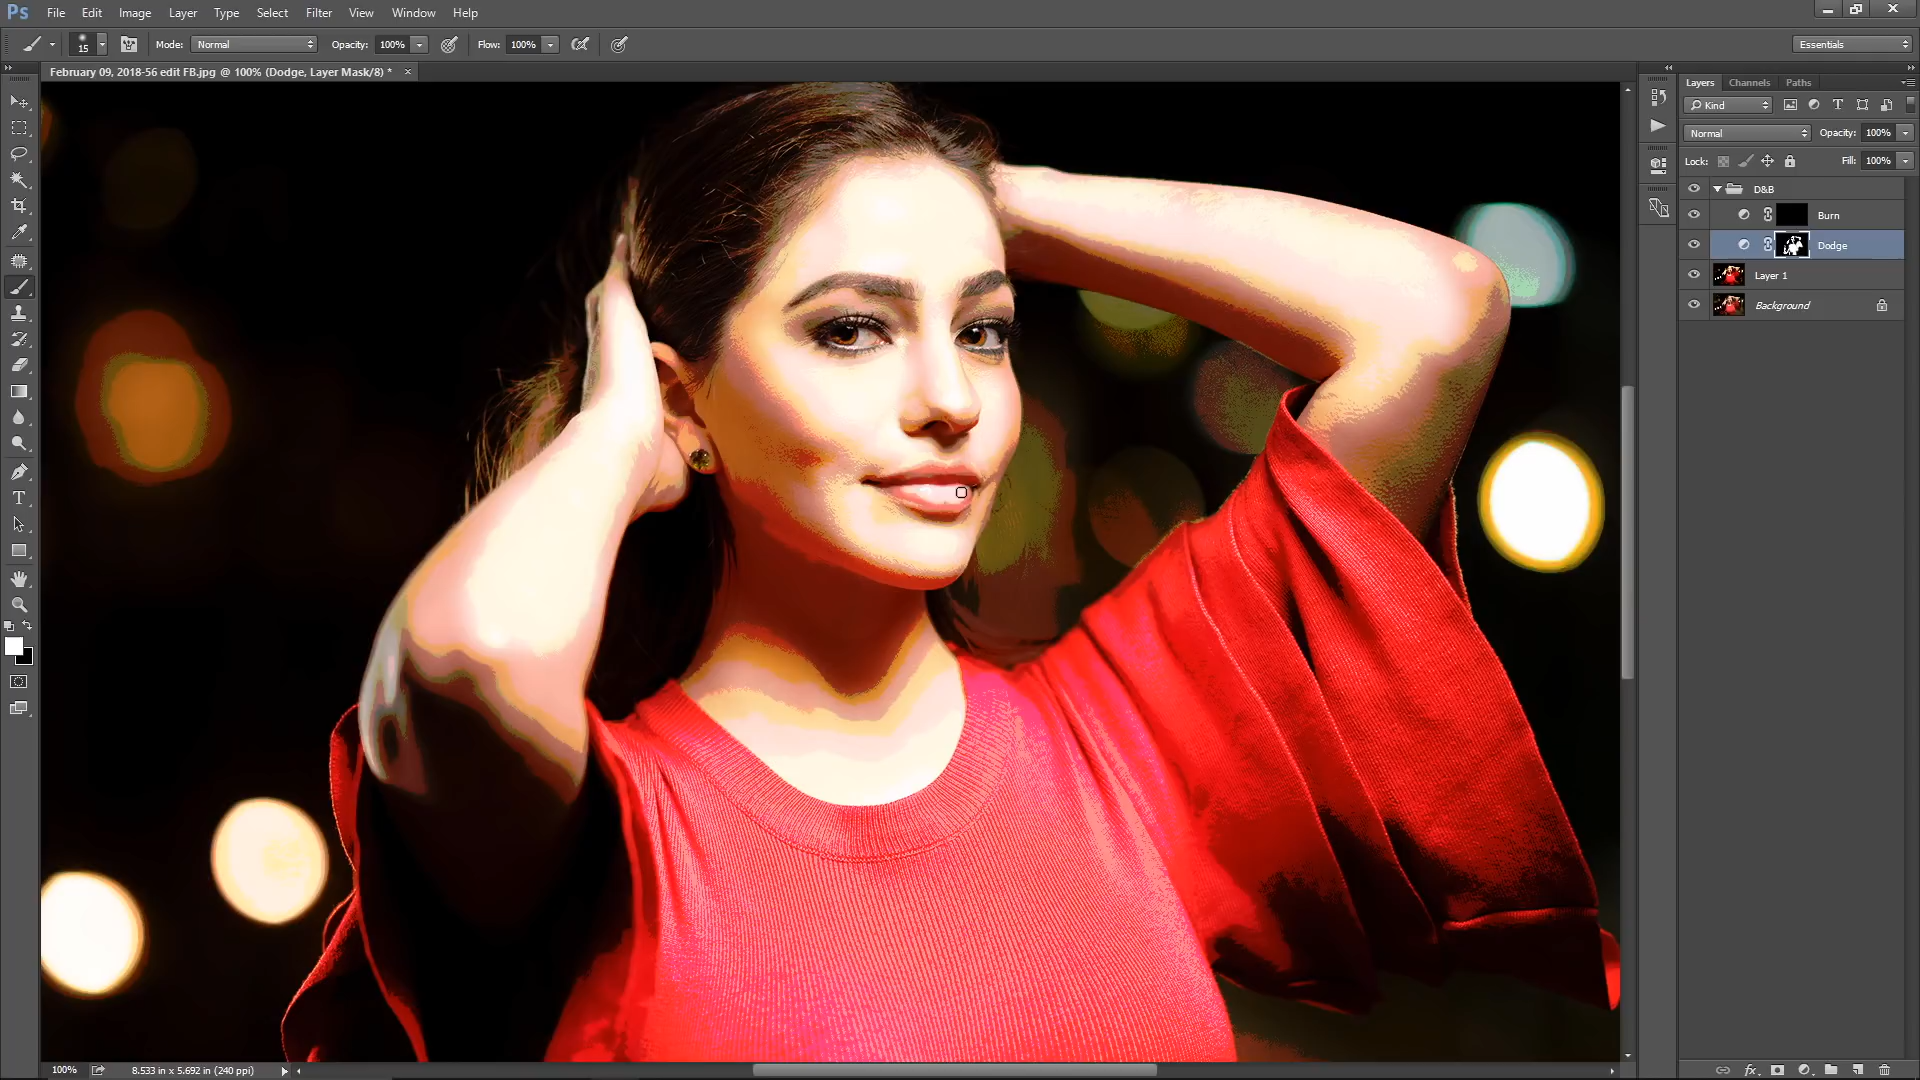 Ps File Edit Image Layer Type Select Filter View Window Help
15 Mode: Normal Opacity: 100% Flow: 100% Essentials
February 09, 2018-56 edit FB.jpg @ 100% (Dodge, Layer Mask/8) * ×
Layers Channels Paths
Kind
Normal Opacity: 100%
Lock: Fill: 100%
D&B
Burn
Dodge
Layer 1
Background
100% 8.533 in x 5.692 in (240 ppi)